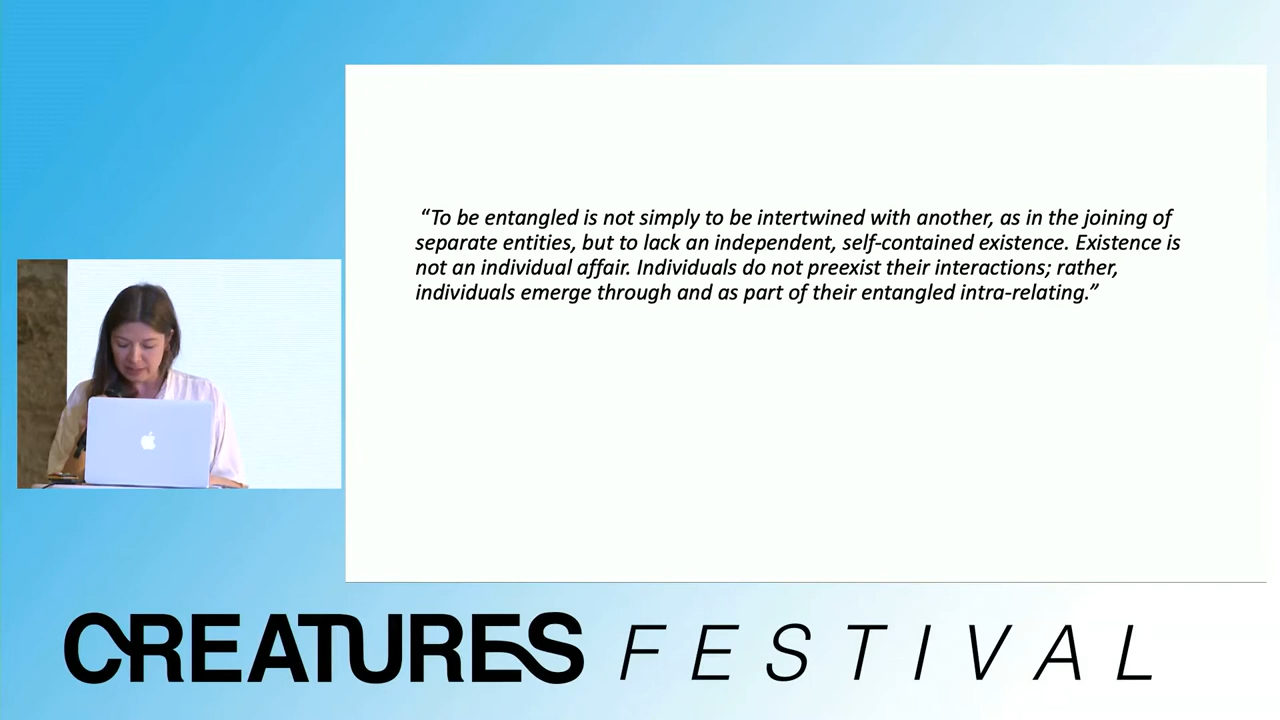 “To be entangled is not simply to be intertwined with another, as in the joining of
separate entities, but to lack an independent, self-contained existence. Existence is
not an individual affair. Individuals do not preexist their interactions; rather,
individuals emerge through and as part of their entangled intra-relating.”
CREATURES FESTIVAL